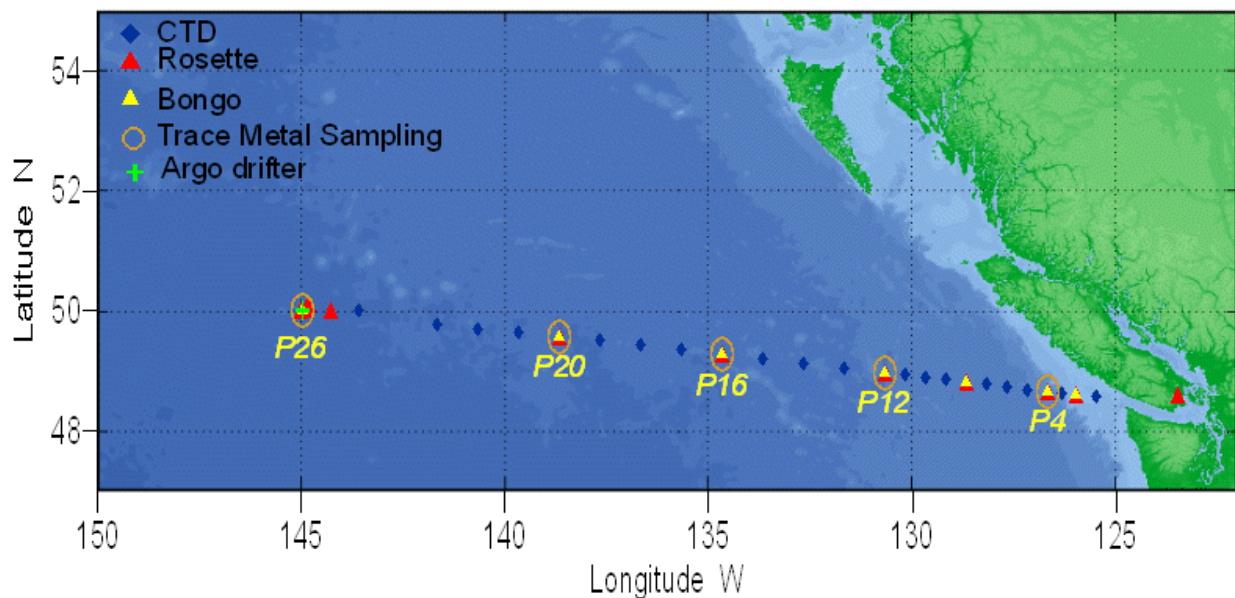 CTD
Rosette
Bongo
Trace Metal Sampling
Argo drifter
54
52
50
48
Latitude N
P26
P20
P16
P12
P4
150
145
140
135
130
125
Longitude W